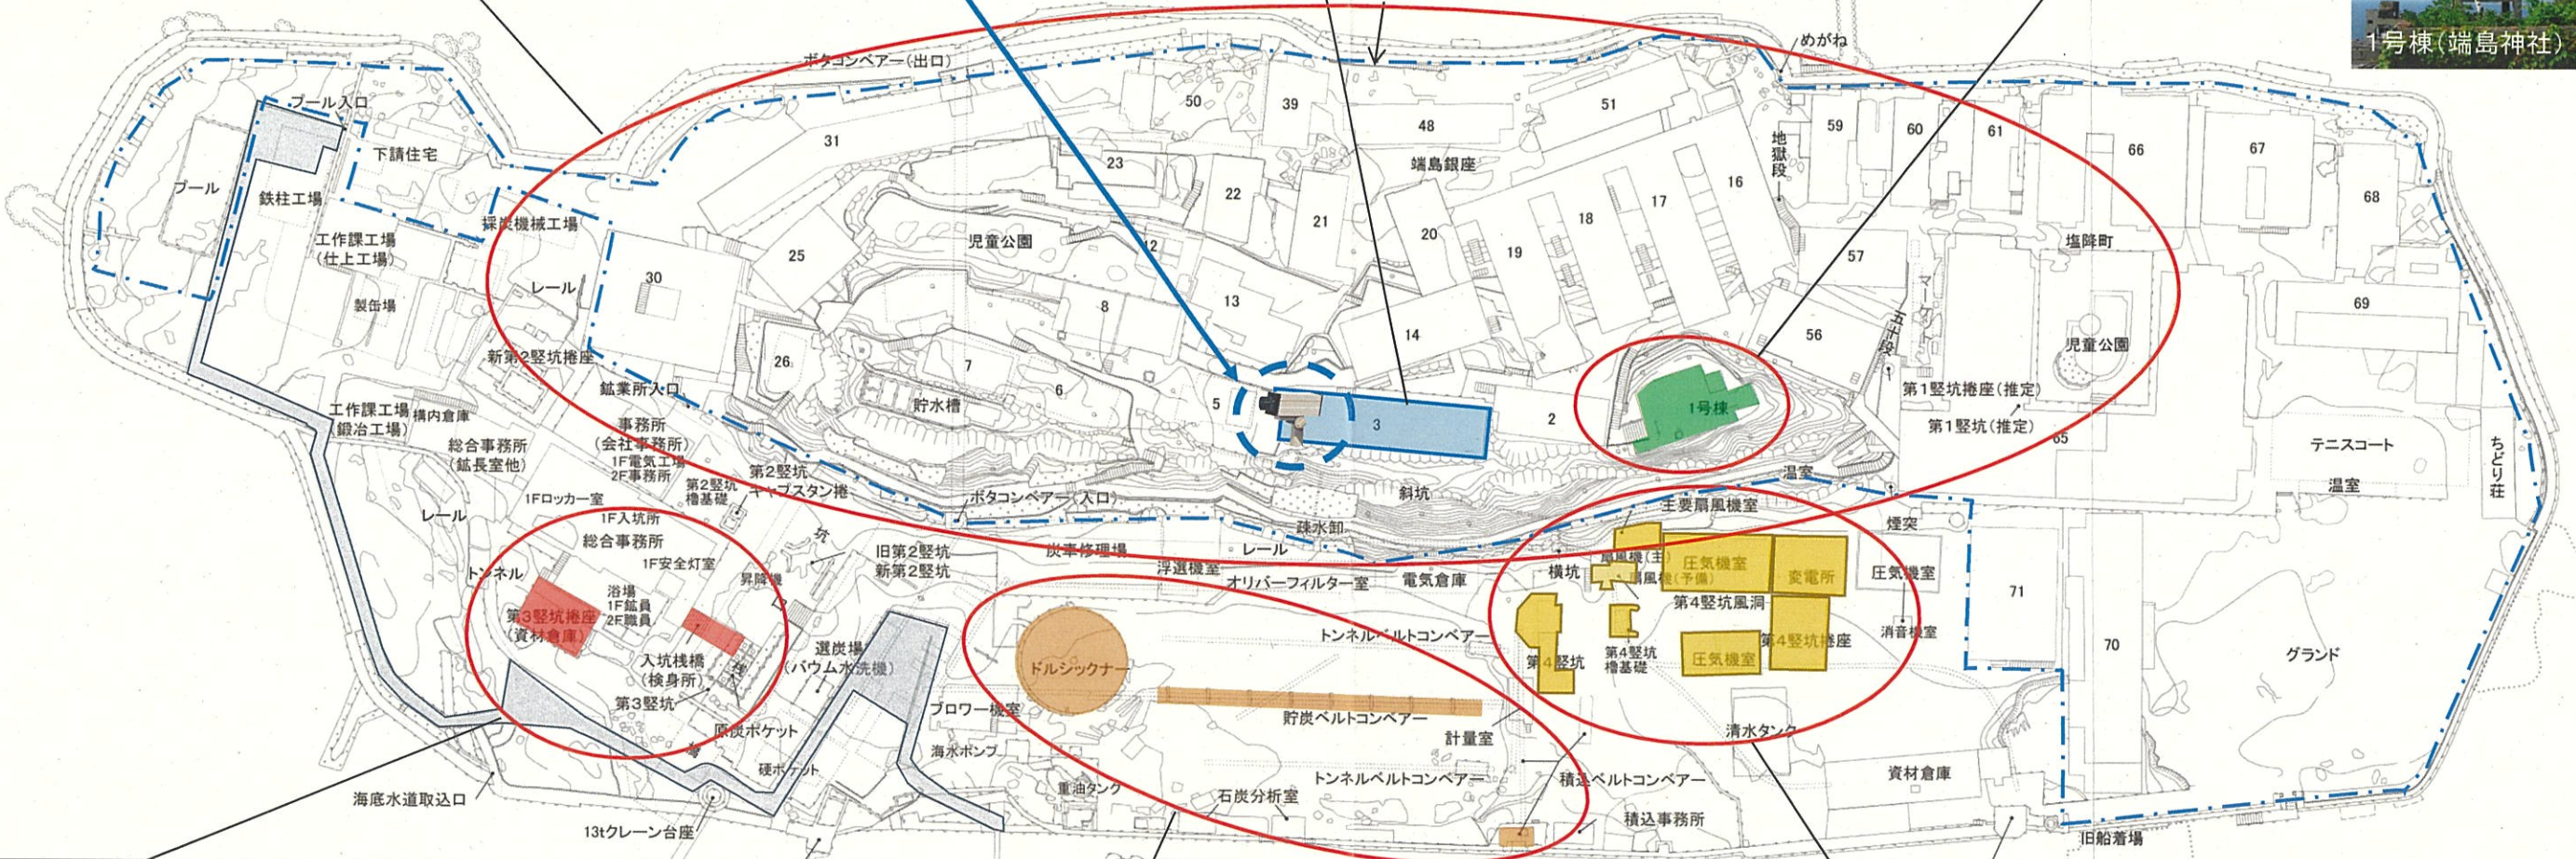 1号棟(端島神社)
めがね
ボタコンベアー(出口)
プール入口
下請住宅
プール
鉄柱工場
工作課工場
(仕上工場)
製缶場
採炭機械工場
レール
新第2竪坑捲座
鉱業所入口
31
50
39
48
51
端島銀座
23
22
21
20
19
18
17
16
地獄段
59
60
61
66
67
68
塩降町
57
マーケット
69
25
30
児童公園
12
13
8
14
56
五十段
児童公園
26
7
6
貯水槽
5
3
2
1号棟
第1竪坑捲座(推定)
第1竪坑(推定)
65
テニスコート
温室
ちどり荘
工作課工場
(鍛冶工場)
構内倉庫
総合事務所
(鉱長室他)
事務所
(会社事務所)
1F電気工場
2F事務所
第2竪坑
櫓基礎
第2竪坑
キャプスタン捲
ボタコンベアー(入口)
斜坑
温室
疎水卸
レール
1Fロッカー室
1F入坑所
総合事務所
1F安全灯室
レール
トンネル
第3竪坑捲座
(資材倉庫)
浴場
1F鉱員
2F職員
昇降機
坑
口
桟
橋
入坑桟橋
(検身所)
第3竪坑
旧第2竪坑
新第2竪坑
炭車修理場
浮選機室
オリバーフィルター室
電気倉庫
選炭場
(バウム水洗機)
原炭ポケット
硬ポケット
ブロワー機室
海水ポンプ
重油タンク
ドルシックナー
トンネルベルトコンベアー
貯炭ベルトコンベアー
計量室
トンネルベルトコンベアー
石炭分析室
積込ベルトコンベアー
積込事務所
主要扇風機室
扇風機(主)
扇風機(予備)
横坑
圧気機室
変電所
圧気機室
煙突
第4竪坑風洞
第4竪坑
第4竪坑
櫓基礎
圧気機室
第4竪坑捲座
消音機室
清水タンク
資材倉庫
71
70
グランド
旧船着場
海底水道取込口
13tクレーン台座